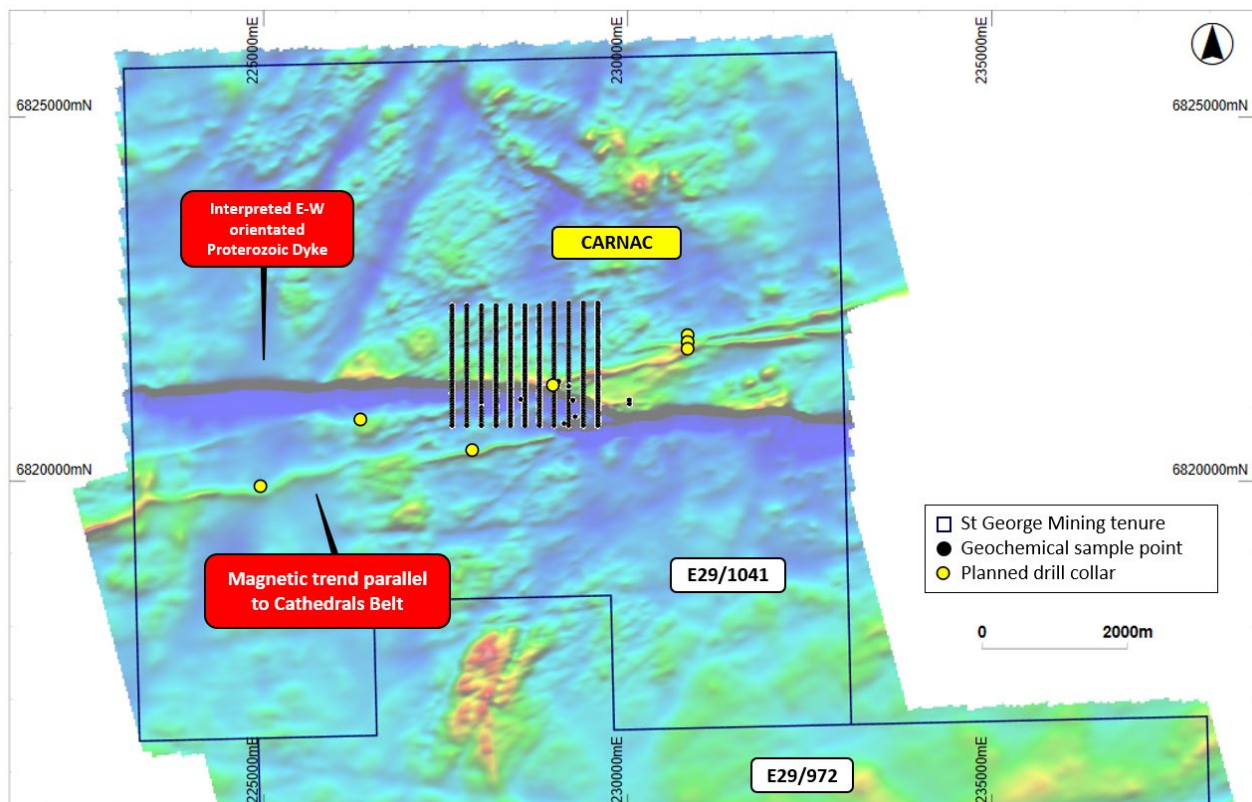 225000mE
230000mE
235000mE
6825000mN
6825000mN
Interpreted E-W
orientated
Proterozoic Dyke
CARNAC
6820000mN
6820000mN
St George Mining tenure
Geochemical sample point
Planned drill collar
Magnetic trend parallel
to Cathedrals Belt
E29/1041
0 2000m
225000mE
230000mE
235000mE
E29/972